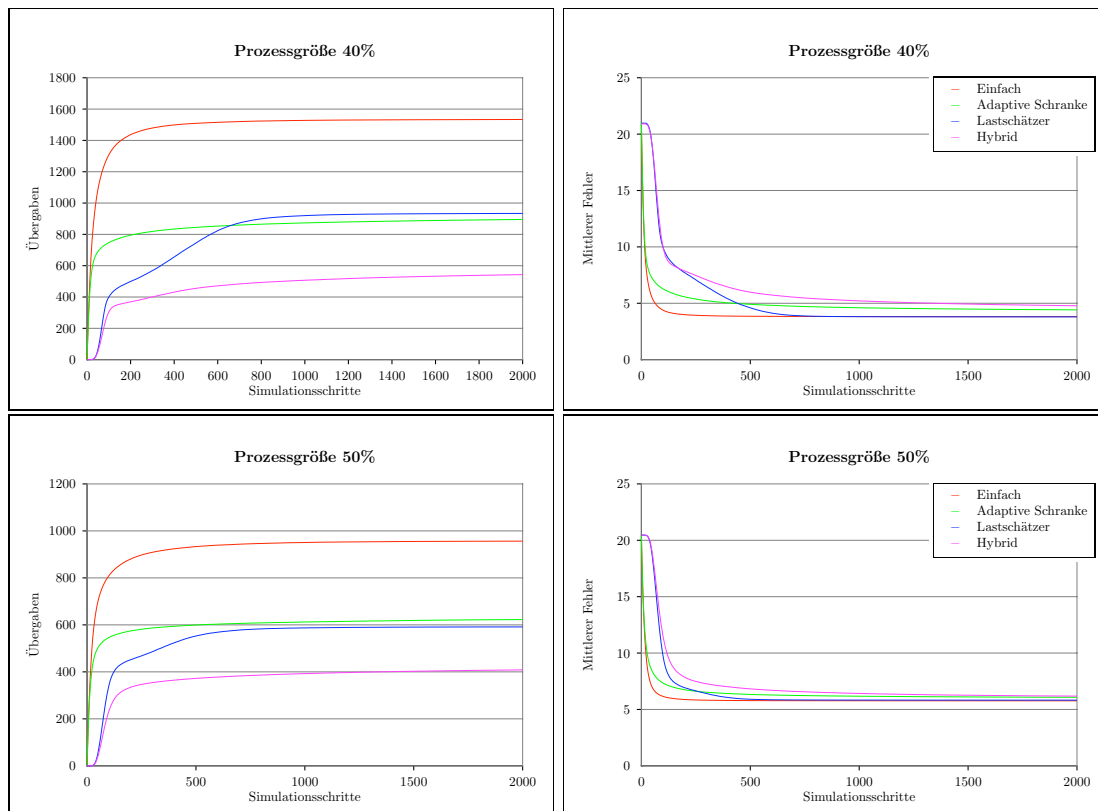 Prozessgröße 40%
1800
1600
1400
1200
1000
800
600
400
200
0
Übergaben
0 200 400 600 800 1000 1200 1400 1600 1800 2000
Simulationsschritte
Prozessgröße 40%
25
20
15
10
5
0
Mittlerer Fehler
0 500 1000 1500 2000
Simulationsschritte
Einfach
Adaptive Schranke
Lastschätzer
Hybrid
Prozessgröße 50%
1200
1000
800
600
400
200
0
Übergaben
0 500 1000 1500 2000
Simulationsschritte
Prozessgröße 50%
25
20
15
10
5
0
Mittlerer Fehler
0 500 1000 1500 2000
Simulationsschritte
Einfach
Adaptive Schranke
Lastschätzer
Hybrid